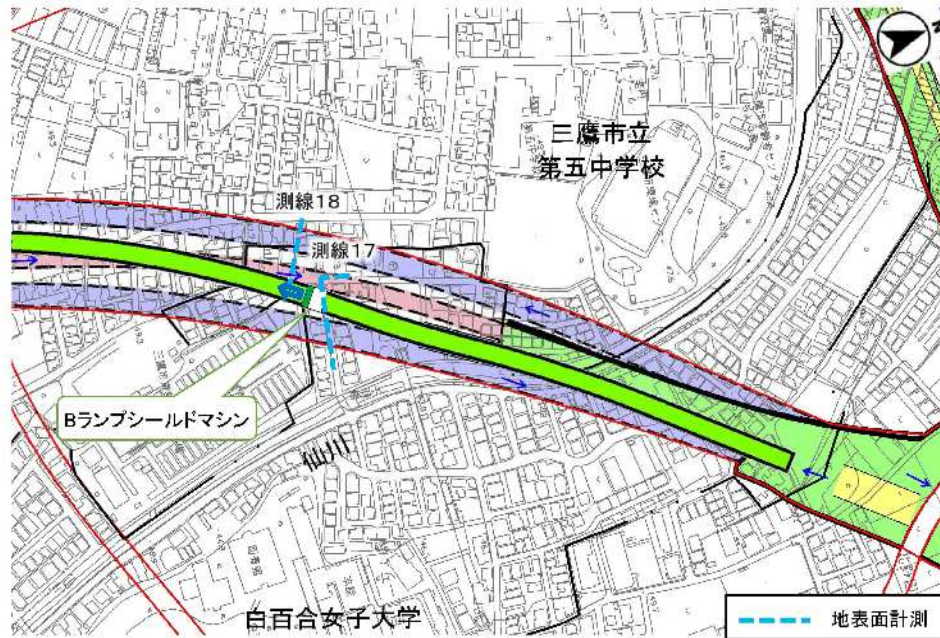 三鷹市立
第五中学校
測線18
測線17
Bランプシールドマシン
仙川
白百合女子大学
地表面計測